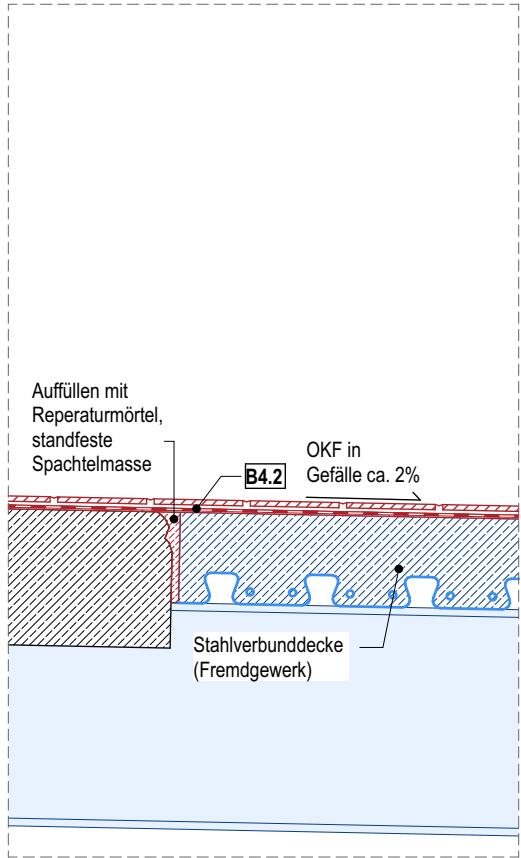 Auffüllen mit
Reperaturmörtel,
standfeste
Spachtelmasse
B4.2
OKF in
Gefälle ca. 2%
Stahlverbunddecke
(Fremdgewerk)